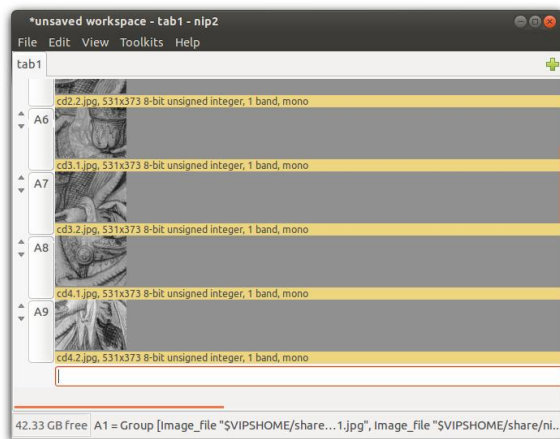 *unsaved workspace - tab1 - nip2
File Edit View Toolkits Help
tab1
cd2.2.jpg, 531x373 8-bit unsigned integer, 1 band, mono
A6
cd3.1.jpg, 531x373 8-bit unsigned integer, 1 band, mono
A7
cd3.2.jpg, 531x373 8-bit unsigned integer, 1 band, mono
A8
cd4.1.jpg, 531x373 8-bit unsigned integer, 1 band, mono
A9
cd4.2.jpg, 531x373 8-bit unsigned integer, 1 band, mono
42.33 GB free A1 = Group [Image_file "$VIPSHOME/share…1.jpg", Image_file "$VIPSHOME/share/ni…